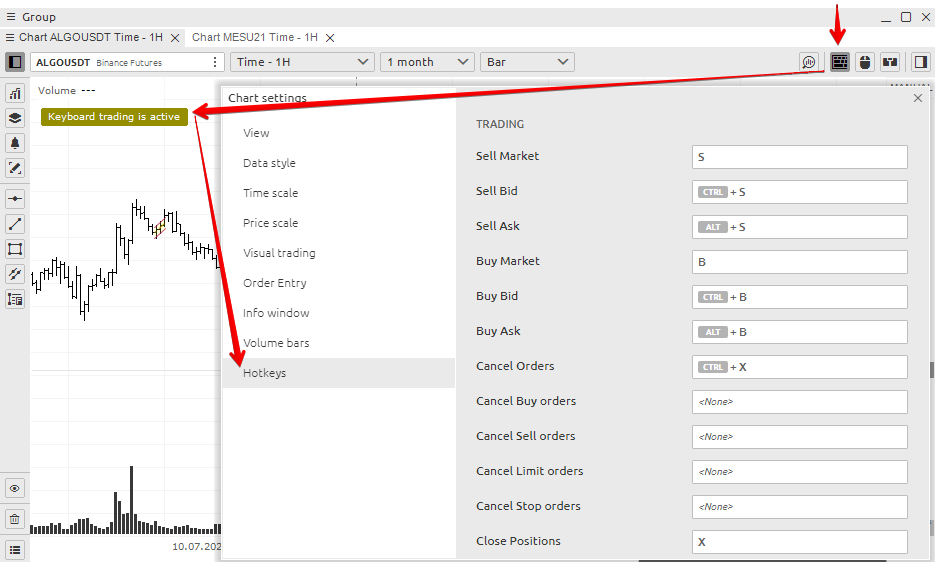 Group
Chart ALGOUSDT Time - 1H
Chart MESU21 Time - 1H
ALGOUSDT Binance Futures
Time - 1H
1 month
Bar
Volume ---
Keyboard trading is active
Chart settings
View
Data style
Time scale
Price scale
Visual trading
Order Entry
Info window
Volume bars
Hotkeys
TRADING
Sell Market S
Sell Bid CTRL + S
Sell Ask ALT + S
Buy Market B
Buy Bid CTRL + B
Buy Ask ALT + B
Cancel Orders CTRL + X
Cancel Buy orders <None>
Cancel Sell orders <None>
Cancel Limit orders <None>
Cancel Stop orders <None>
Close Positions X